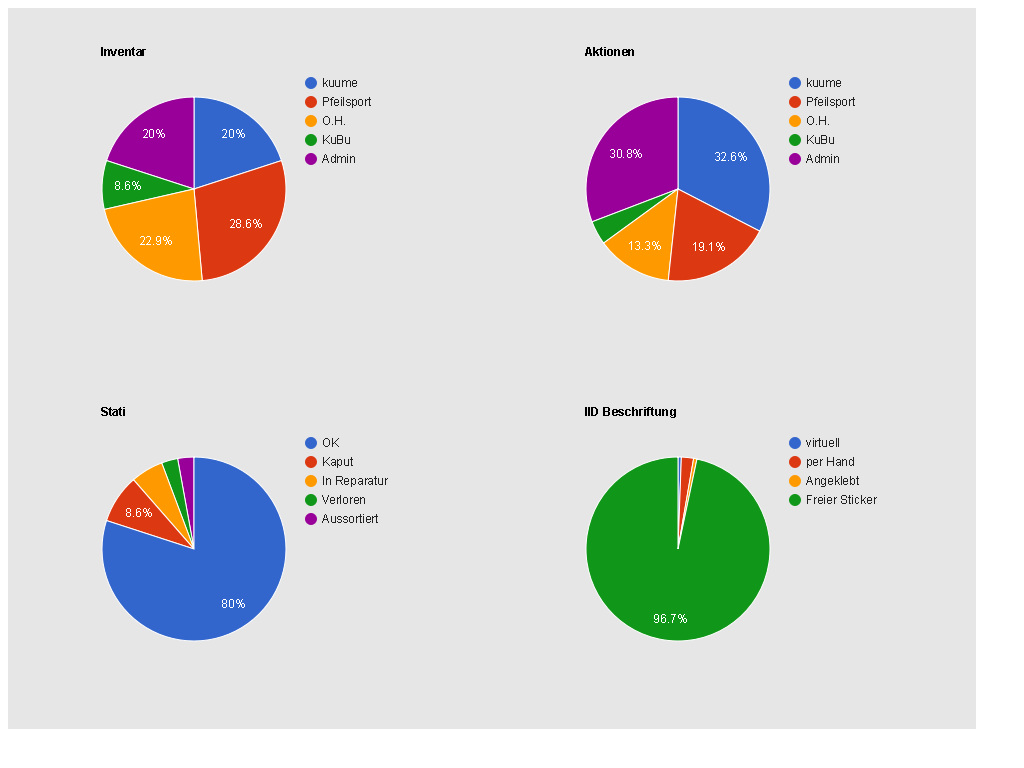 Inventar
kuume
Pfeilsport
O.H.
KuBu
Admin
20%
20%
8.6%
28.6%
22.9%
Aktionen
kuume
Pfeilsport
O.H.
KuBu
Admin
30.8%
32.6%
13.3%
19.1%
Stati
OK
Kaput
In Reparatur
Verloren
Aussortiert
8.6%
80%
IID Beschriftung
virtuell
per Hand
Angeklebt
Freier Sticker
96.7%